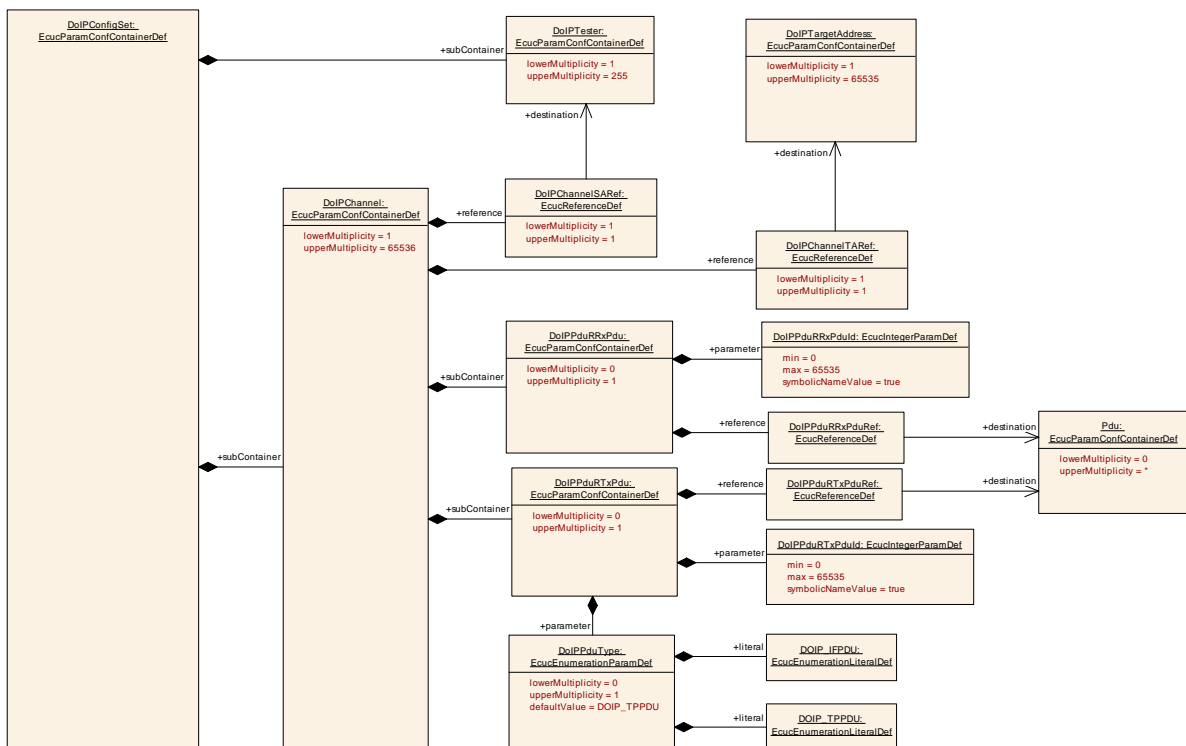 DoIPConfigSet:
EcucParamConfContainerDef
+subContainer
DoIPTester:
EcucParamConfContainerDef
lowerMultiplicity = 1
upperMultiplicity = 255
DoIPTargetAddress:
EcucParamConfContainerDef
lowerMultiplicity = 1
upperMultiplicity = 65535
+destination
+destination
DoIPChannel:
EcucParamConfContainerDef
lowerMultiplicity = 1
upperMultiplicity = 65536
+reference
DoIPChannelSARef:
EcucReferenceDef
lowerMultiplicity = 1
upperMultiplicity = 1
+reference
DoIPChannelTARef:
EcucReferenceDef
lowerMultiplicity = 1
upperMultiplicity = 1
+subContainer
DoIPPduRRxPdu:
EcucParamConfContainerDef
lowerMultiplicity = 0
upperMultiplicity = 1
+parameter
DoIPPduRRxPduId: EcucIntegerParamDef
min = 0
max = 65535
symbolicNameValue = true
+reference
DoIPPduRRxPduRef:
EcucReferenceDef
+destination
Pdu:
EcucParamConfContainerDef
lowerMultiplicity = 0
upperMultiplicity = *
+subContainer
+subContainer
DoIPPduRTxPdu:
EcucParamConfContainerDef
lowerMultiplicity = 0
upperMultiplicity = 1
+reference
DoIPPduRTxPduRef:
EcucReferenceDef
+destination
+parameter
DoIPPduRTxPduId: EcucIntegerParamDef
min = 0
max = 65535
symbolicNameValue = true
+parameter
DoIPPduType:
EcucEnumerationParamDef
lowerMultiplicity = 0
upperMultiplicity = 1
defaultValue = DOIP_TPPDU
+literal
DOIP_IFPDU:
EcucEnumerationLiteralDef
+literal
DOIP_TPPDU:
EcucEnumerationLiteralDef